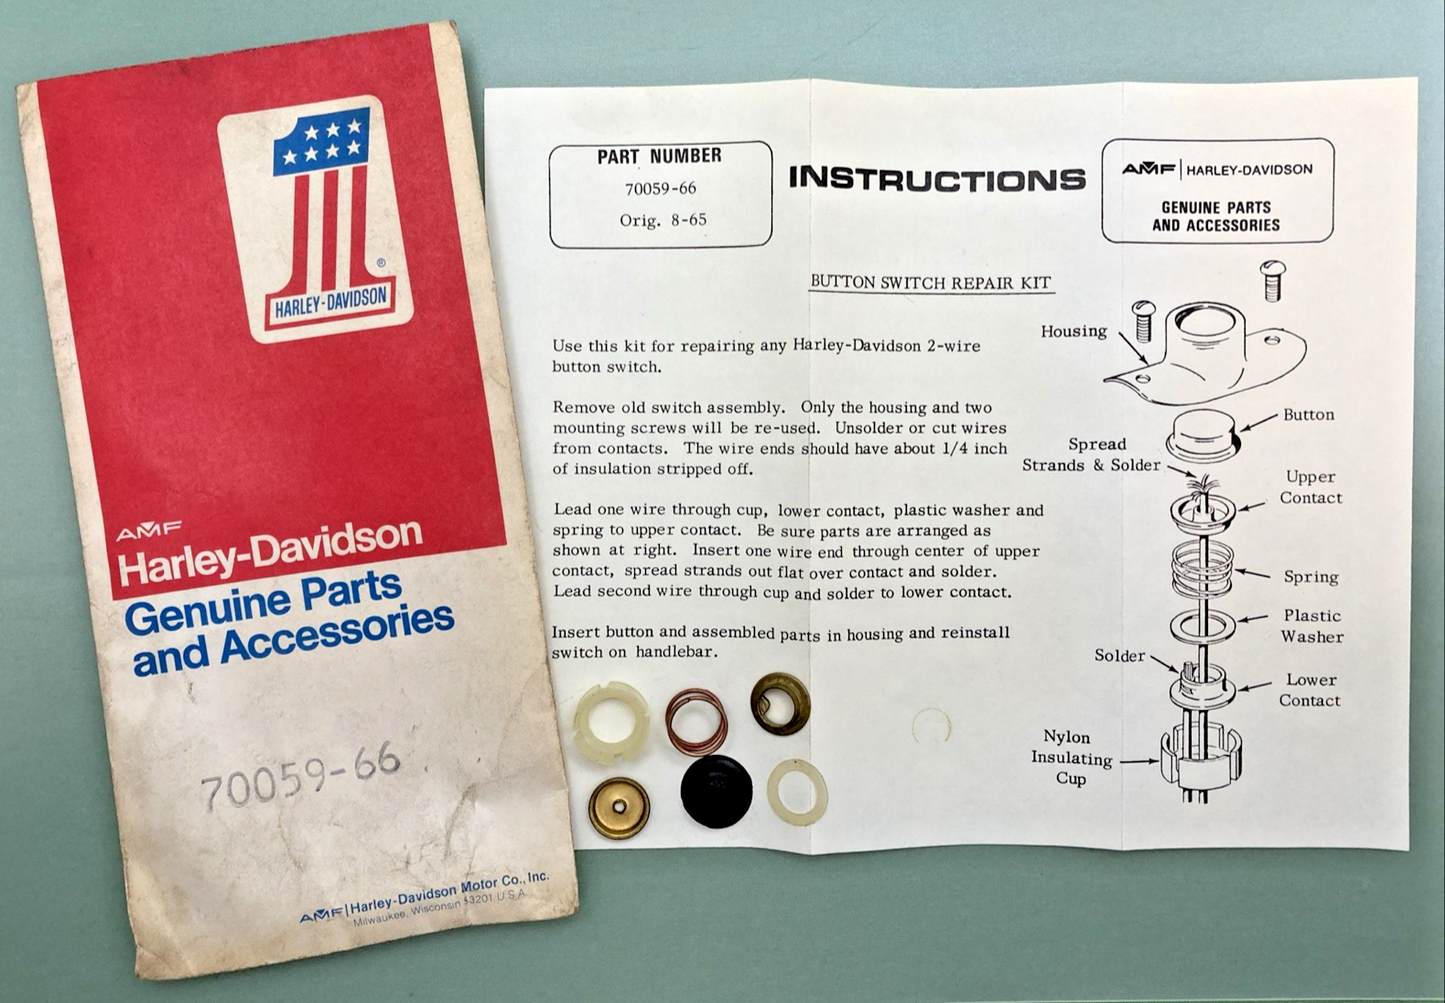 HARLEY-DAVIDSON
®
AMF
Harley-Davidson
Genuine Parts
and Accessories
70059-66
AMF|Harley-Davidson Motor Co., Inc.
Milwaukee, Wisconsin 53201 U.S.A.
PART NUMBER
70059-66
Orig. 8-65
INSTRUCTIONS
AMF | HARLEY-DAVIDSON
GENUINE PARTS
AND ACCESSORIES
BUTTON SWITCH REPAIR KIT
Use this kit for repairing any Harley-Davidson 2-wire
button switch.
Remove old switch assembly. Only the housing and two
mounting screws will be re-used. Unsolder or cut wires
from contacts. The wire ends should have about 1/4 inch
of insulation stripped off.
Lead one wire through cup, lower contact, plastic washer and
spring to upper contact. Be sure parts are arranged as
shown at right. Insert one wire end through center of upper
contact, spread strands out flat over contact and solder.
Lead second wire through cup and solder to lower contact.
Insert button and assembled parts in housing and reinstall
switch on handlebar.
Housing
Button
Spread
Strands & Solder
Upper
Contact
Spring
Plastic
Washer
Solder
Lower
Contact
Nylon
Insulating
Cup